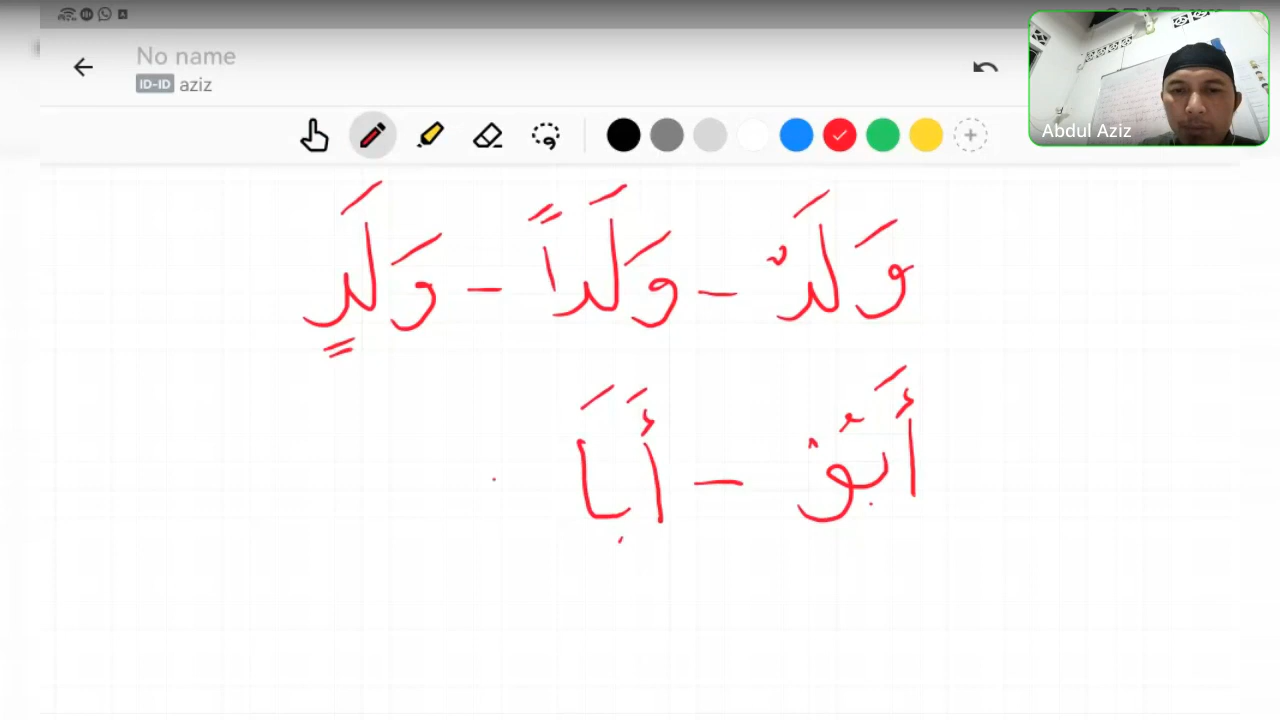 No name
ID-ID aziz
Abdul Aziz
وَلَدٌ - وَلَداً - وَلَدٍ
أَبُوْ - أَبَا